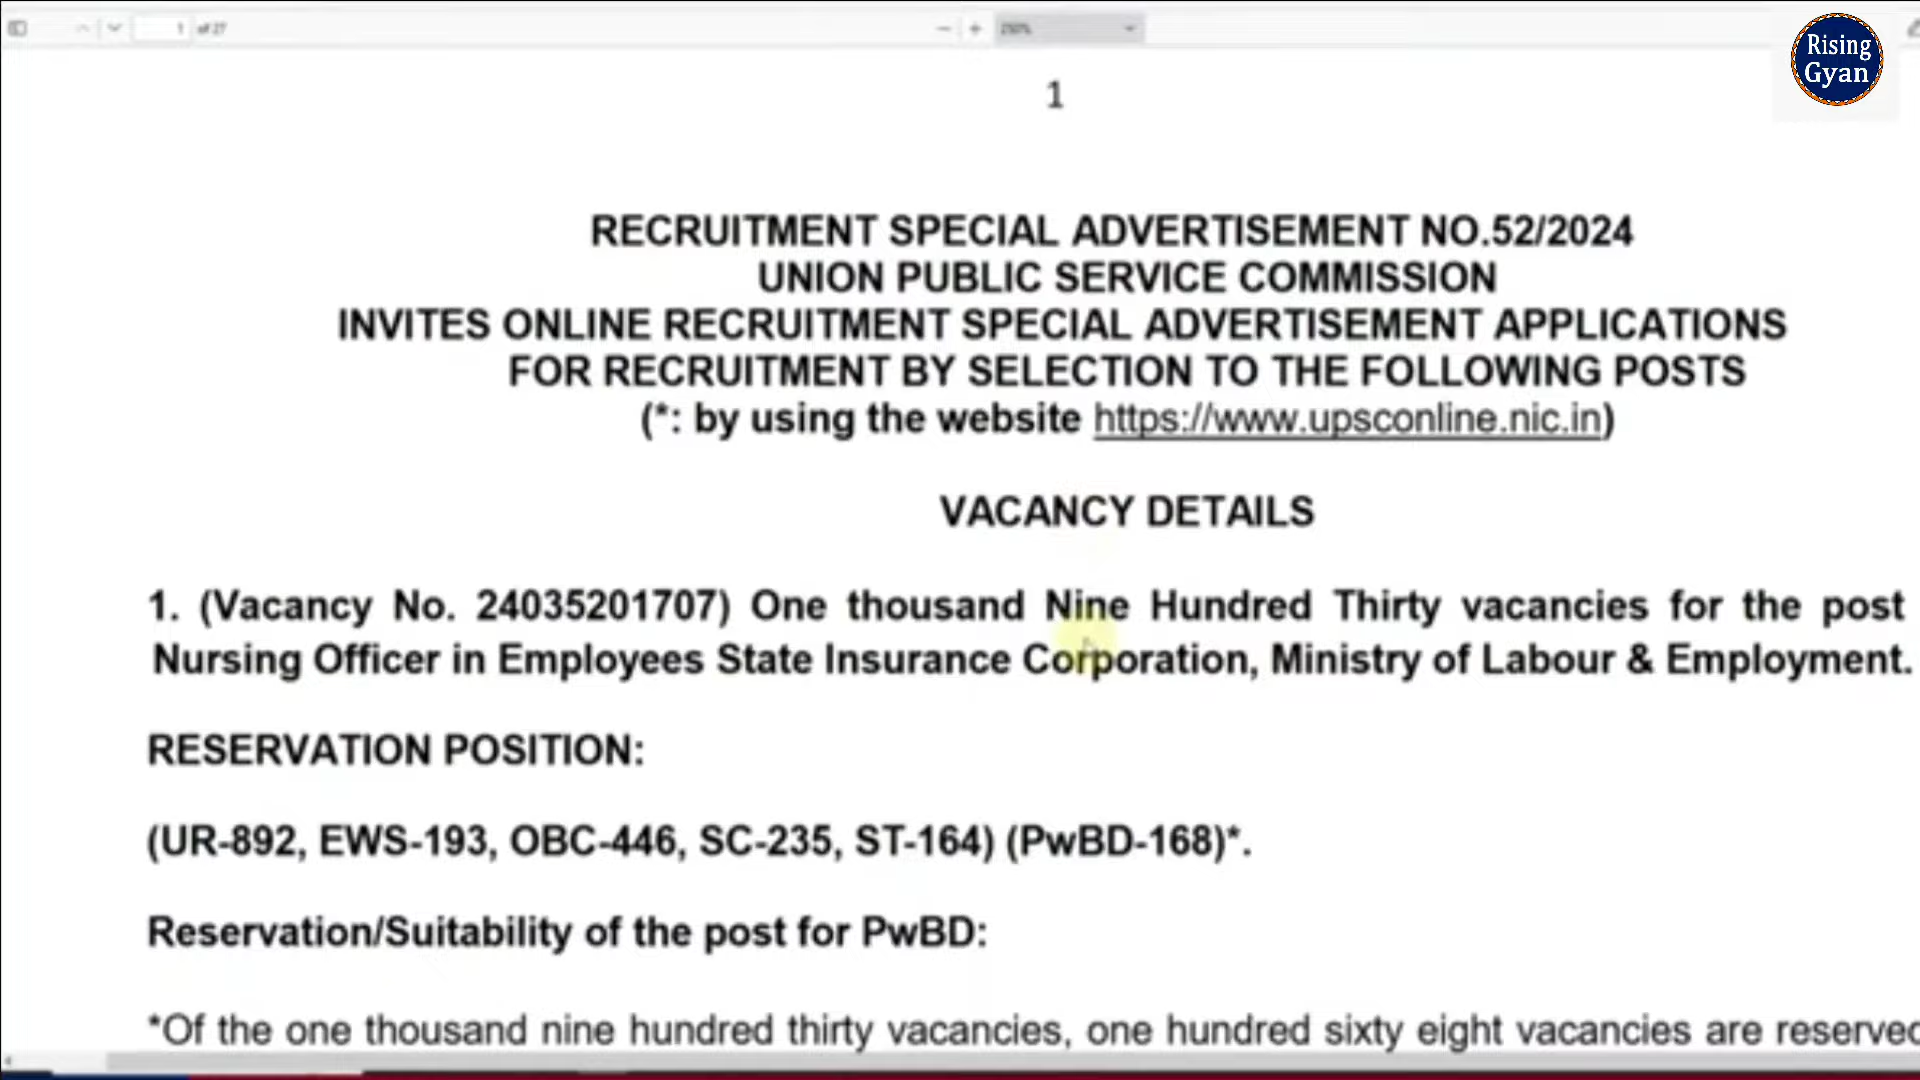 1 of 27
250%
Rising
Gyan
1
RECRUITMENT SPECIAL ADVERTISEMENT NO.52/2024
UNION PUBLIC SERVICE COMMISSION
INVITES ONLINE RECRUITMENT SPECIAL ADVERTISEMENT APPLICATIONS
FOR RECRUITMENT BY SELECTION TO THE FOLLOWING POSTS
(*: by using the website https://www.upsconline.nic.in)
VACANCY DETAILS
1. (Vacancy No. 24035201707) One thousand Nine Hundred Thirty vacancies for the post
Nursing Officer in Employees State Insurance Corporation, Ministry of Labour & Employment.
RESERVATION POSITION:
(UR-892, EWS-193, OBC-446, SC-235, ST-164) (PwBD-168)*.
Reservation/Suitability of the post for PwBD:
*Of the one thousand nine hundred thirty vacancies, one hundred sixty eight vacancies are reserved